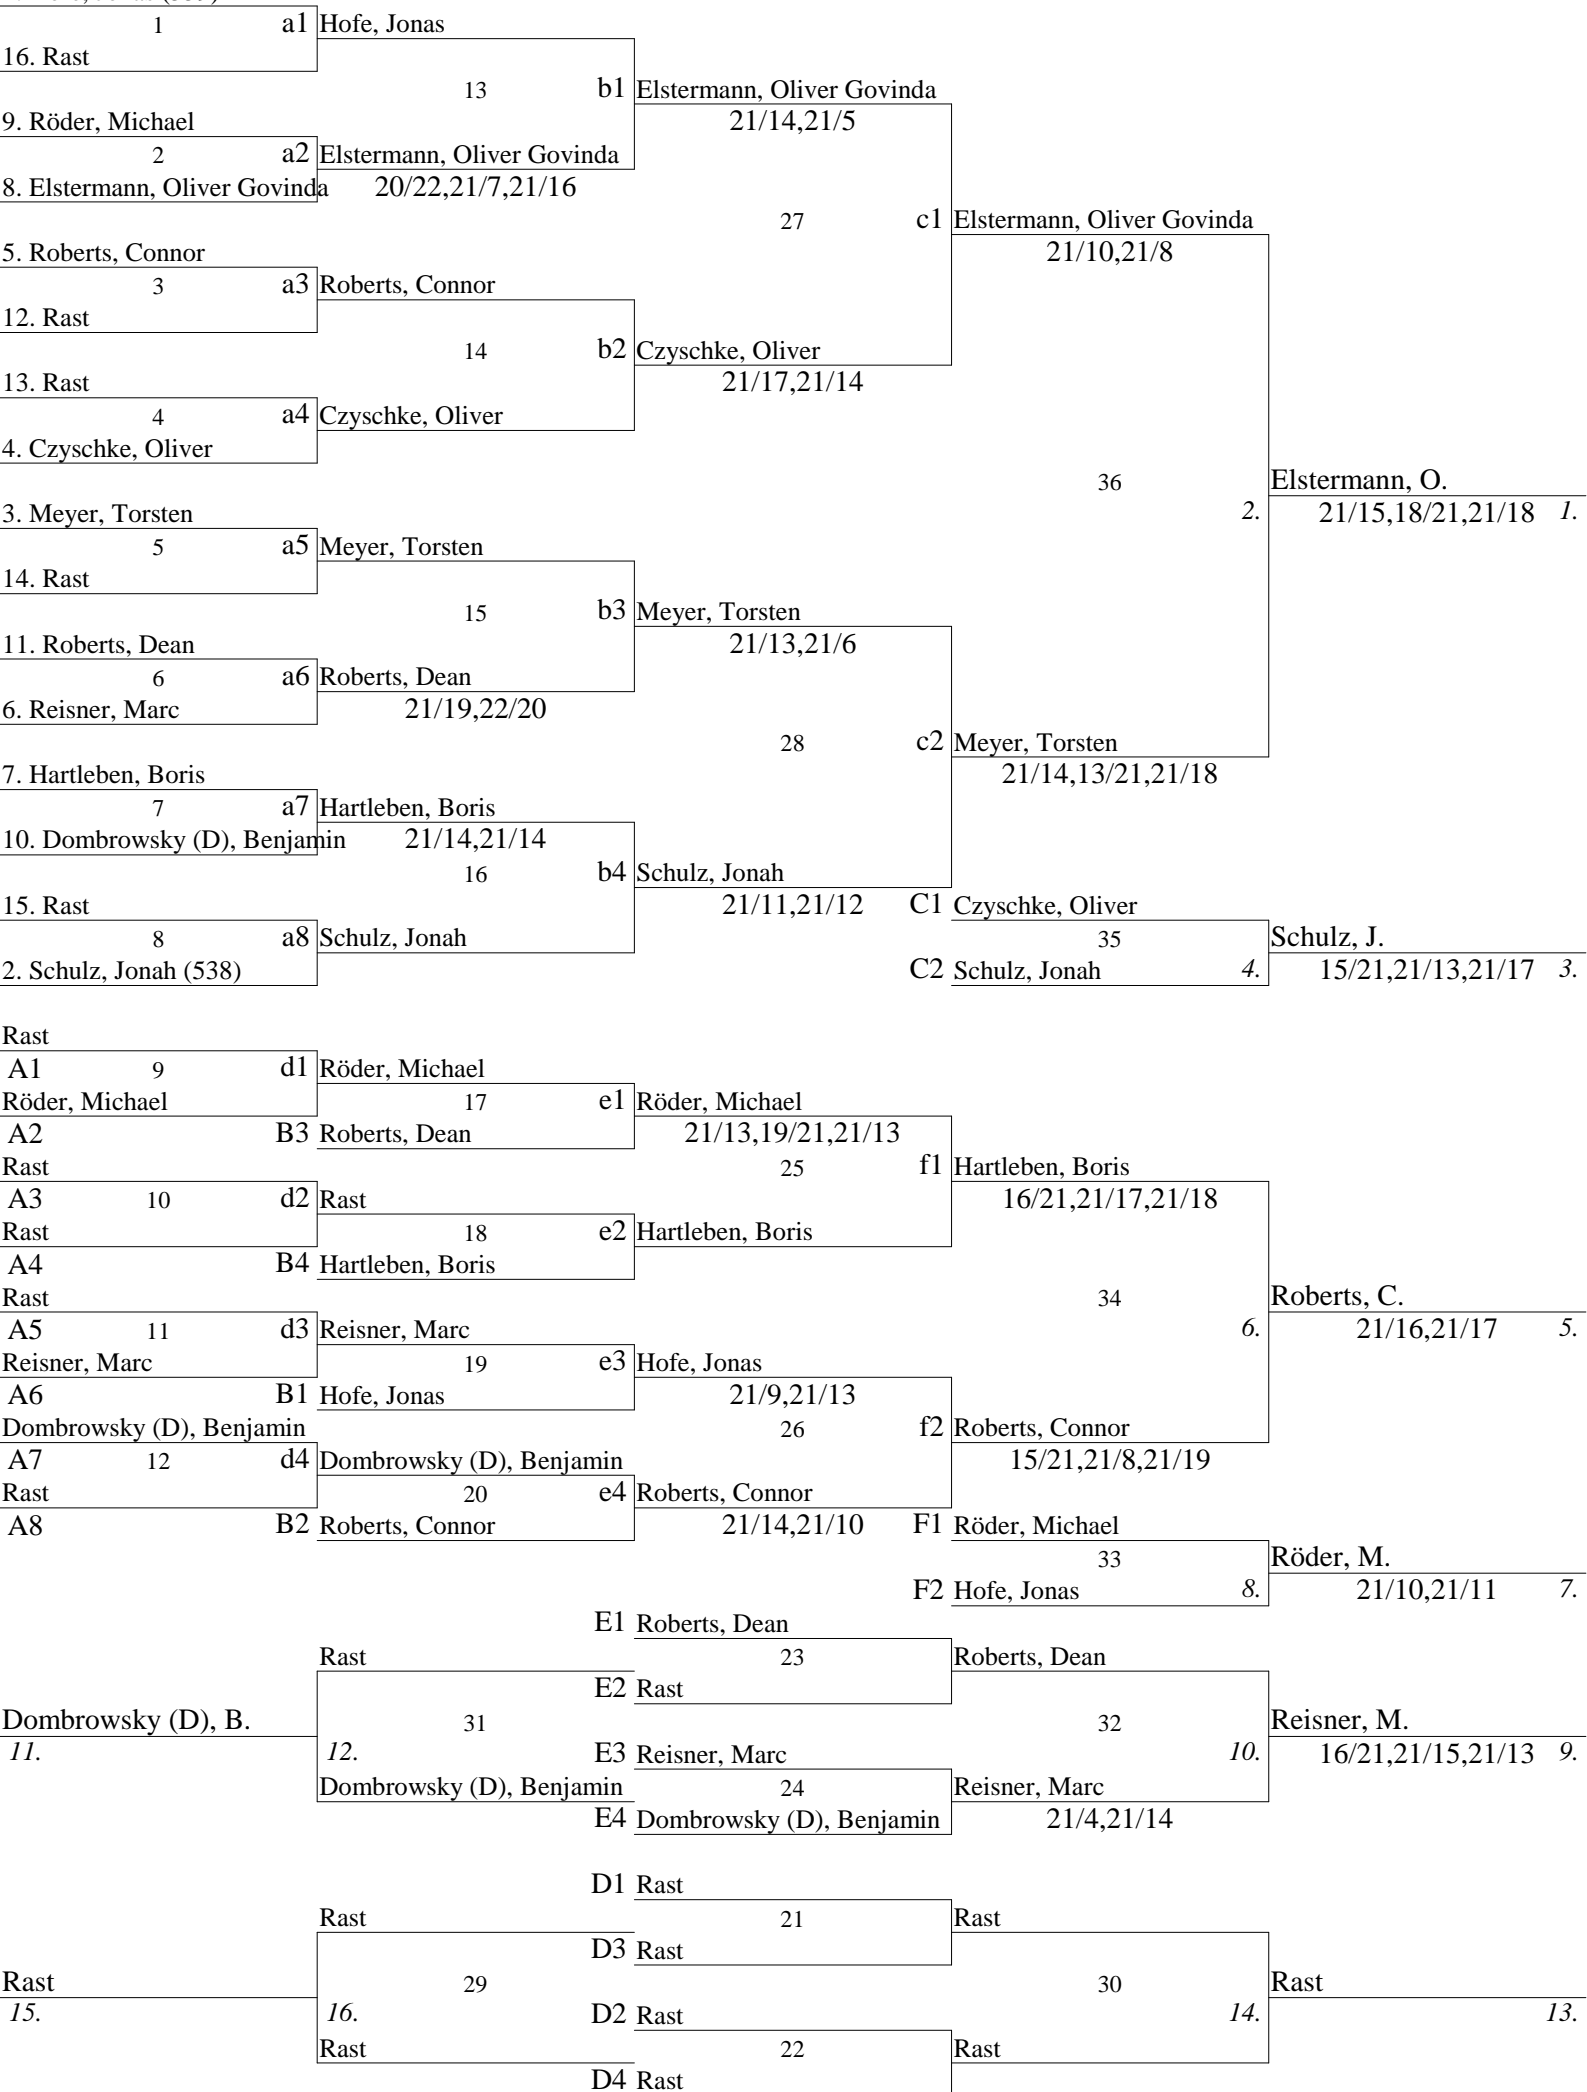 1 a1 Hofe, Jonas
16. Rast
13 b1 Elstermann, Oliver Govinda
9. Röder, Michael 21/14,21/5
2 a2 Elstermann, Oliver Govinda
8. Elstermann, Oliver Govinda 20/22,21/7,21/16
27 c1 Elstermann, Oliver Govinda
5. Roberts, Connor 21/10,21/8
3 a3 Roberts, Connor
12. Rast
14 b2 Czyschke, Oliver
13. Rast 21/17,21/14
4 a4 Czyschke, Oliver
4. Czyschke, Oliver
36 Elstermann, O.
3. Meyer, Torsten 2. 21/15,18/21,21/18 1.
5 a5 Meyer, Torsten
14. Rast
15 b3 Meyer, Torsten
11. Roberts, Dean 21/13,21/6
6 a6 Roberts, Dean
6. Reisner, Marc 21/19,22/20
28 c2 Meyer, Torsten
7. Hartleben, Boris 21/14,13/21,21/18
7 a7 Hartleben, Boris
10. Dombrowsky (D), Benjamin 21/14,21/14
16 b4 Schulz, Jonah
15. Rast 21/11,21/12 C1 Czyschke, Oliver
8 a8 Schulz, Jonah 35 Schulz, J.
2. Schulz, Jonah (538) C2 Schulz, Jonah 4. 15/21,21/13,21/17 3.
Rast
A1 9 d1 Röder, Michael
Röder, Michael 17 e1 Röder, Michael
A2 B3 Roberts, Dean 21/13,19/21,21/13
Rast 25 f1 Hartleben, Boris
A3 10 d2 Rast 16/21,21/17,21/18
Rast 18 e2 Hartleben, Boris
A4 B4 Hartleben, Boris
Rast 34 Roberts, C.
A5 11 d3 Reisner, Marc 6. 21/16,21/17 5.
Reisner, Marc 19 e3 Hofe, Jonas
A6 B1 Hofe, Jonas 21/9,21/13
Dombrowsky (D), Benjamin 26 f2 Roberts, Connor
A7 12 d4 Dombrowsky (D), Benjamin 15/21,21/8,21/19
Rast 20 e4 Roberts, Connor
A8 B2 Roberts, Connor 21/14,21/10 F1 Röder, Michael
33 Röder, M.
F2 Hofe, Jonas 8. 21/10,21/11 7.
E1 Roberts, Dean
Rast 23 Roberts, Dean
E2 Rast
Dombrowsky (D), B. 31 32 Reisner, M.
11. 12. E3 Reisner, Marc 10. 16/21,21/15,21/13 9.
Dombrowsky (D), Benjamin 24 Reisner, Marc
E4 Dombrowsky (D), Benjamin 21/4,21/14
D1 Rast
Rast 21 Rast
D3 Rast
Rast 29 30 Rast
15. 16. D2 Rast 14. 13.
Rast 22 Rast
D4 Rast